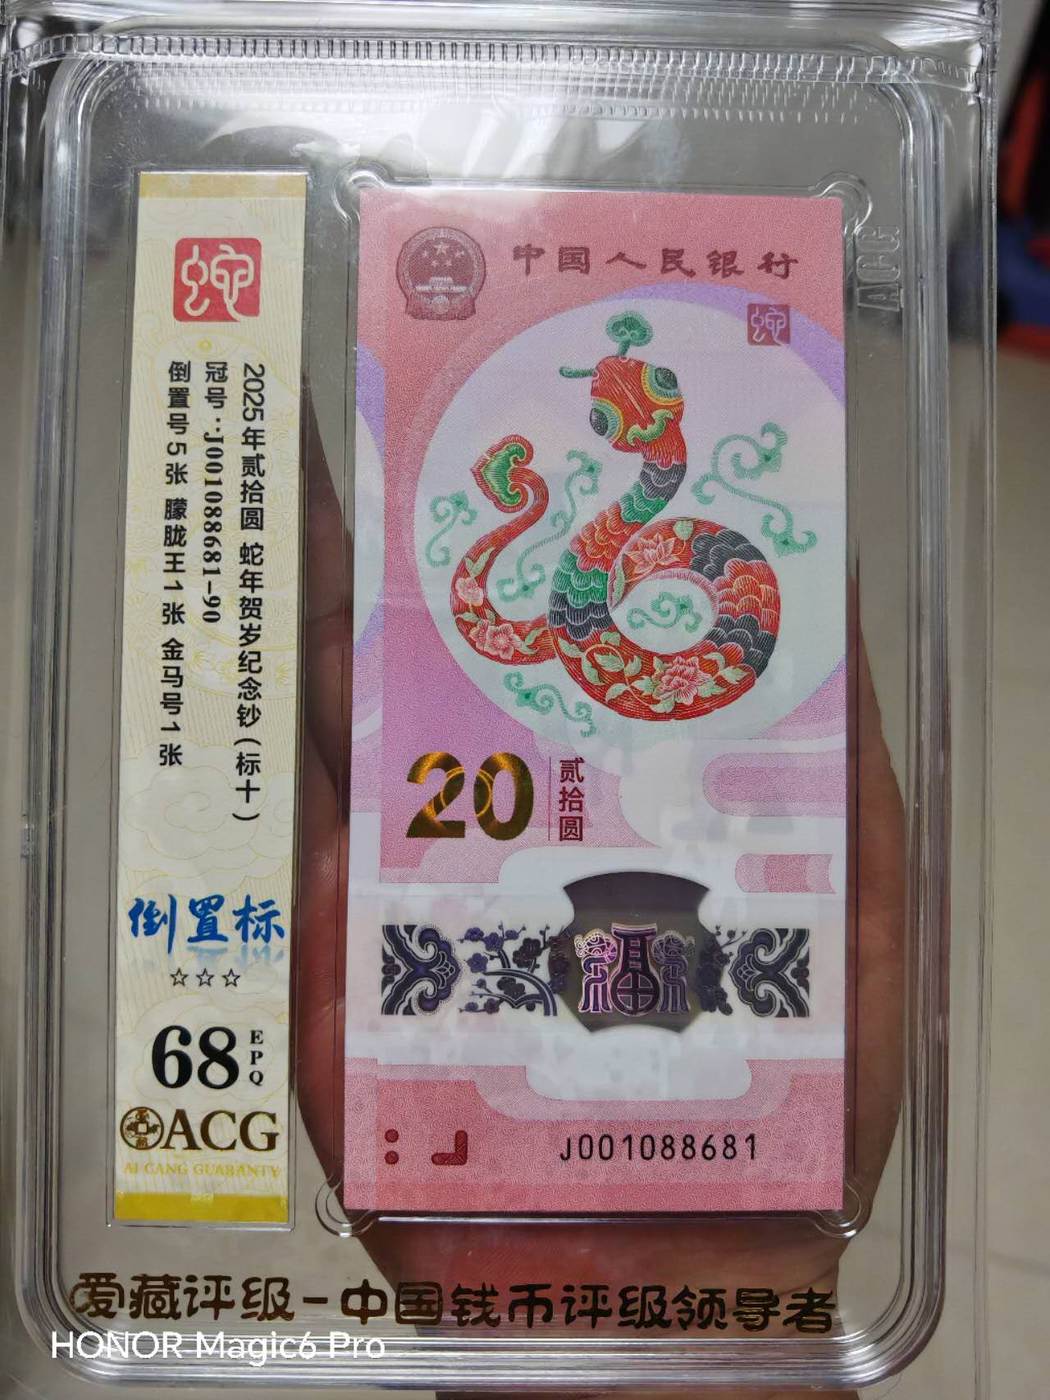 蛇
2025年贰拾圆 蛇年贺岁纪念钞(标十)
冠号:J001088681-90
倒置号5张 朦胧王1张 金马号1张
倒置标
☆☆☆
68 EPQ
ACG
AI CANG GUARANTY
中国人民银行
蛇
20 贰拾圆
福
J001088681
ACG
爱藏评级-中国钱币评级领导者
HONOR Magic6 Pro